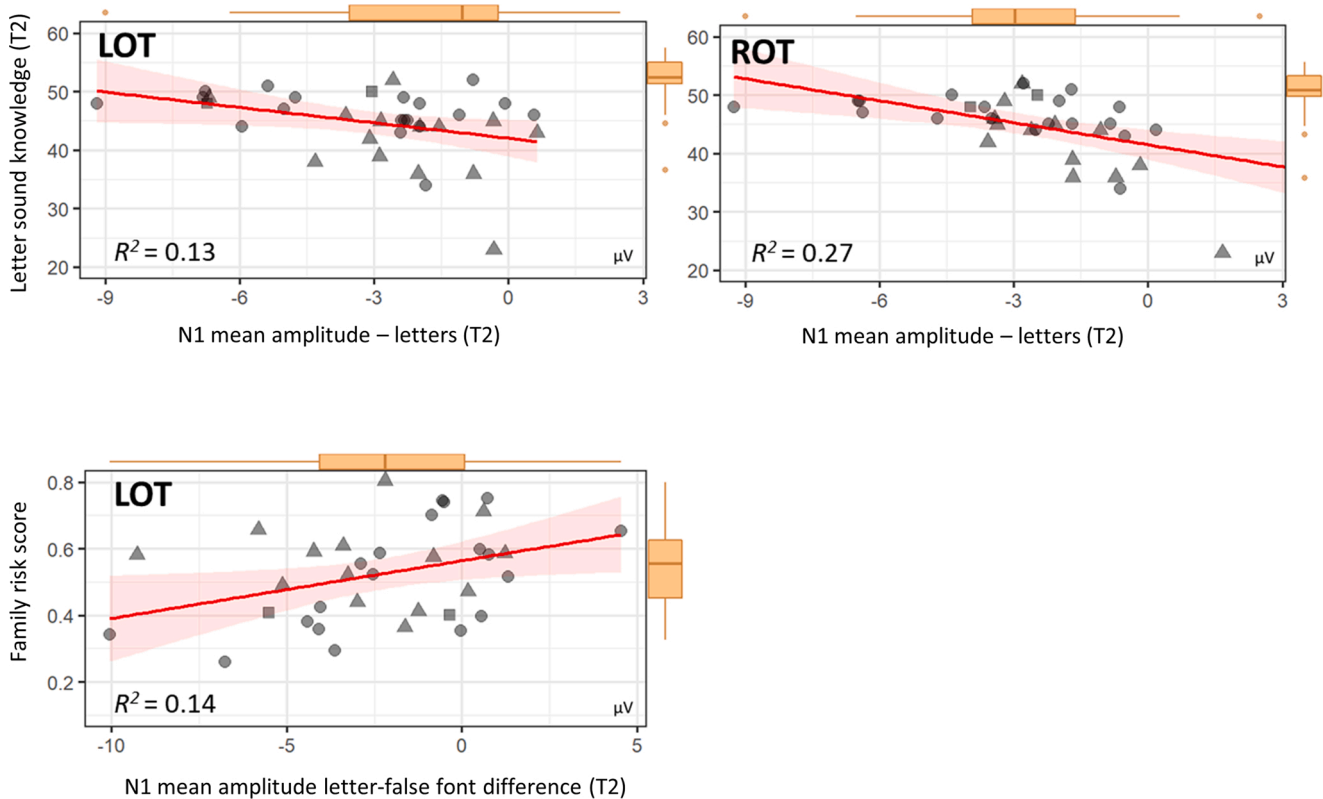 Letter sound knowledge (T2)
60
50
40
30
20
LOT
R² = 0.13
μV
-9
-6
-3
0
3
N1 mean amplitude – letters (T2)
60
50
40
30
20
ROT
R² = 0.27
μV
-9
-6
-3
0
3
N1 mean amplitude – letters (T2)
Family risk score
0.8
0.6
0.4
0.2
LOT
R² = 0.14
μV
-10
-5
0
5
N1 mean amplitude letter-false font difference (T2)